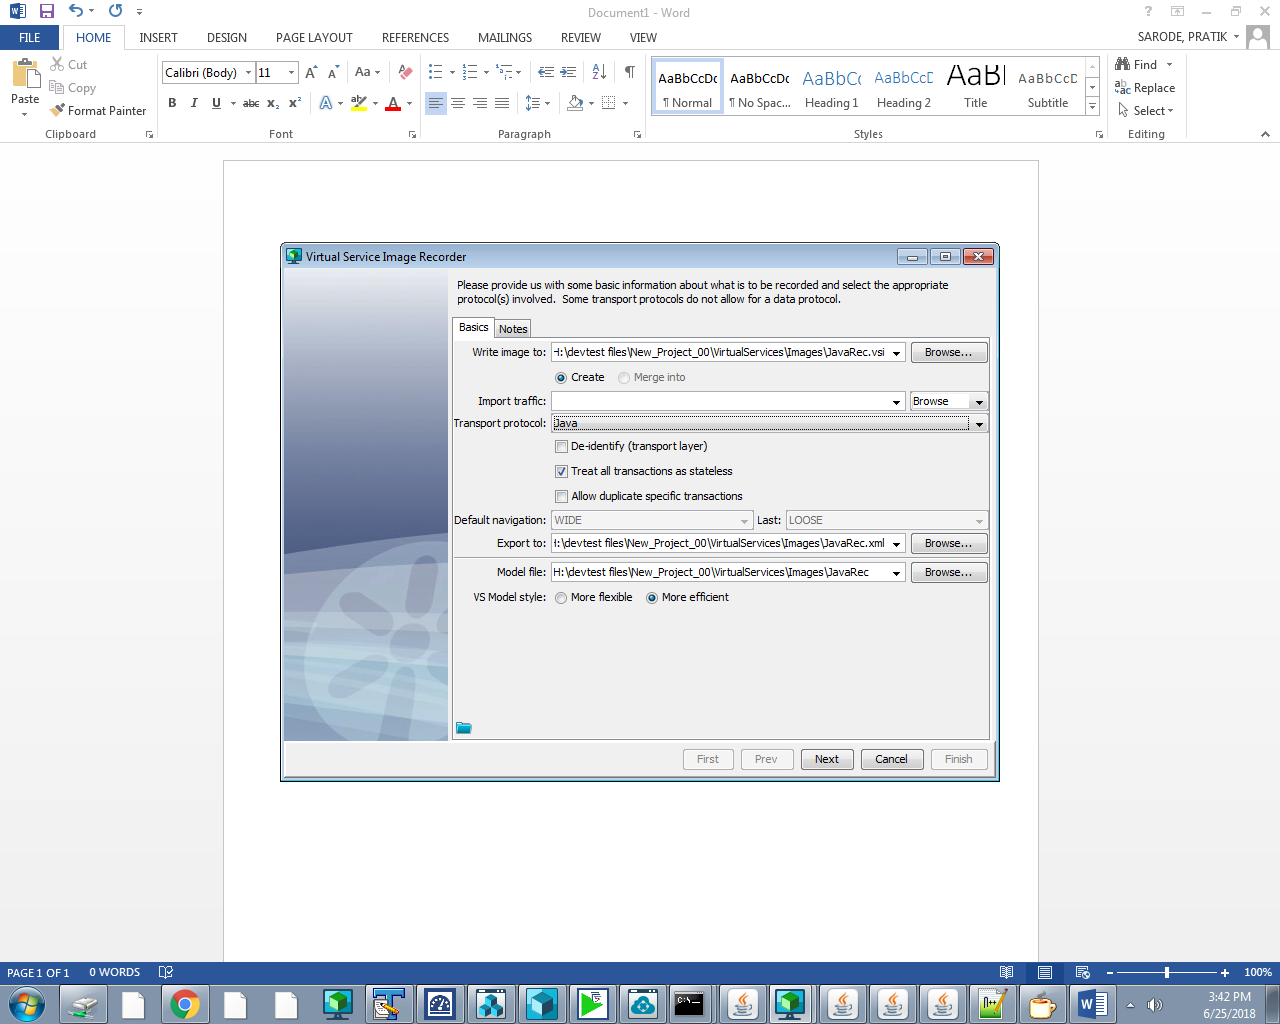 Document1 - Word
SARODE, PRATIK
FILE HOME INSERT DESIGN PAGE LAYOUT REFERENCES MAILINGS REVIEW VIEW
Paste
Cut
Copy
Format Painter
Clipboard
Calibri (Body) 11
Font
Paragraph
AaBbCcDc AaBbCcDc AaBbCc AaBbCcD AaBl AaBbCcD
¶ Normal ¶ No Spac... Heading 1 Heading 2 Title Subtitle
Styles
Find
Replace
Select
Editing
Virtual Service Image Recorder
Please provide us with some basic information about what is to be recorded and select the appropriate
protocol(s) involved. Some transport protocols do not allow for a data protocol.
Basics Notes
Write image to: H:\devtest files\New_Project_00\VirtualServices\Images\JavaRec.vsi Browse...
Create Merge into
Import traffic: Browse
Transport protocol: Java
De-identify (transport layer)
Treat all transactions as stateless
Allow duplicate specific transactions
Default navigation: WIDE Last: LOOSE
Export to: H:\devtest files\New_Project_00\VirtualServices\Images\JavaRec.xml Browse...
Model file: H:\devtest files\New_Project_00\VirtualServices\Images\JavaRec Browse...
VS Model style: More flexible More efficient
First Prev Next Cancel Finish
PAGE 1 OF 1 0 WORDS 100%
3:42 PM
6/25/2018